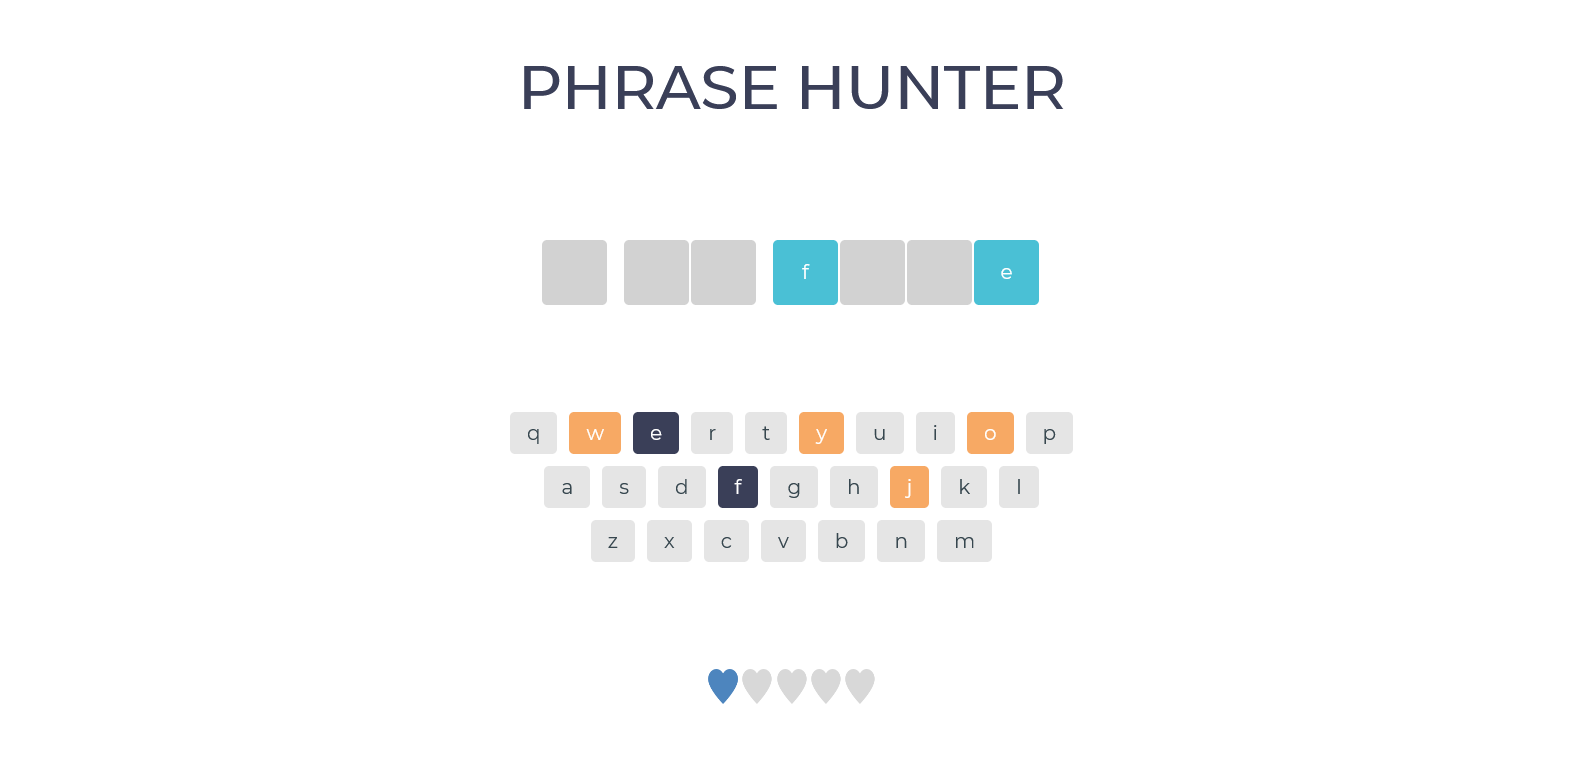 PHRASE HUNTER
f e
q w e r t y u i o p
a s d f g h j k l
z x c v b n m